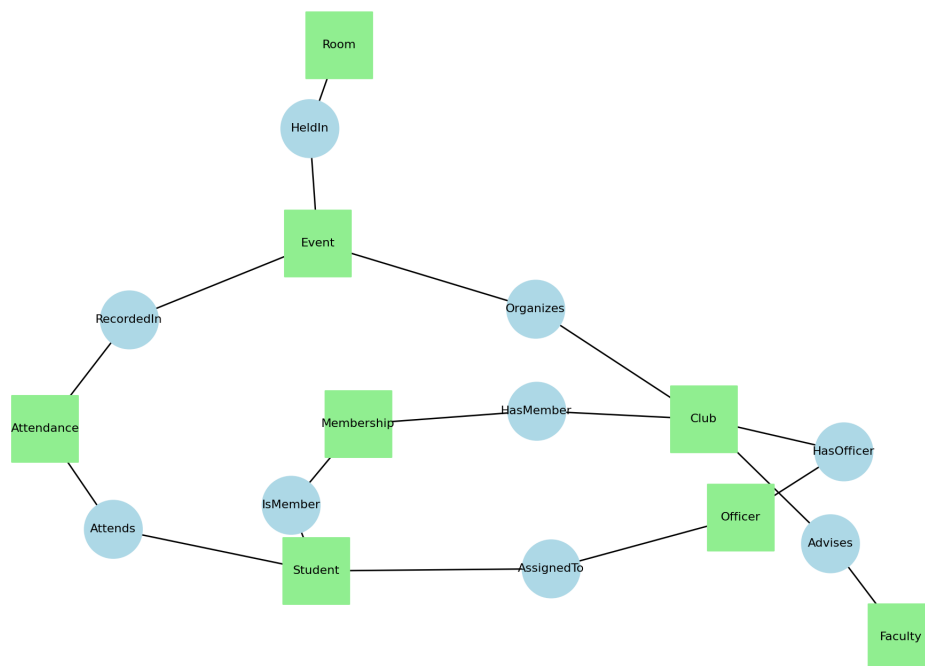 Room
HeldIn
Event
Organizes
RecordedIn
HasMember
Club
Membership
Attendance
HasOfficer
IsMember
Officer
Attends
Advises
AssignedTo
Student
Faculty